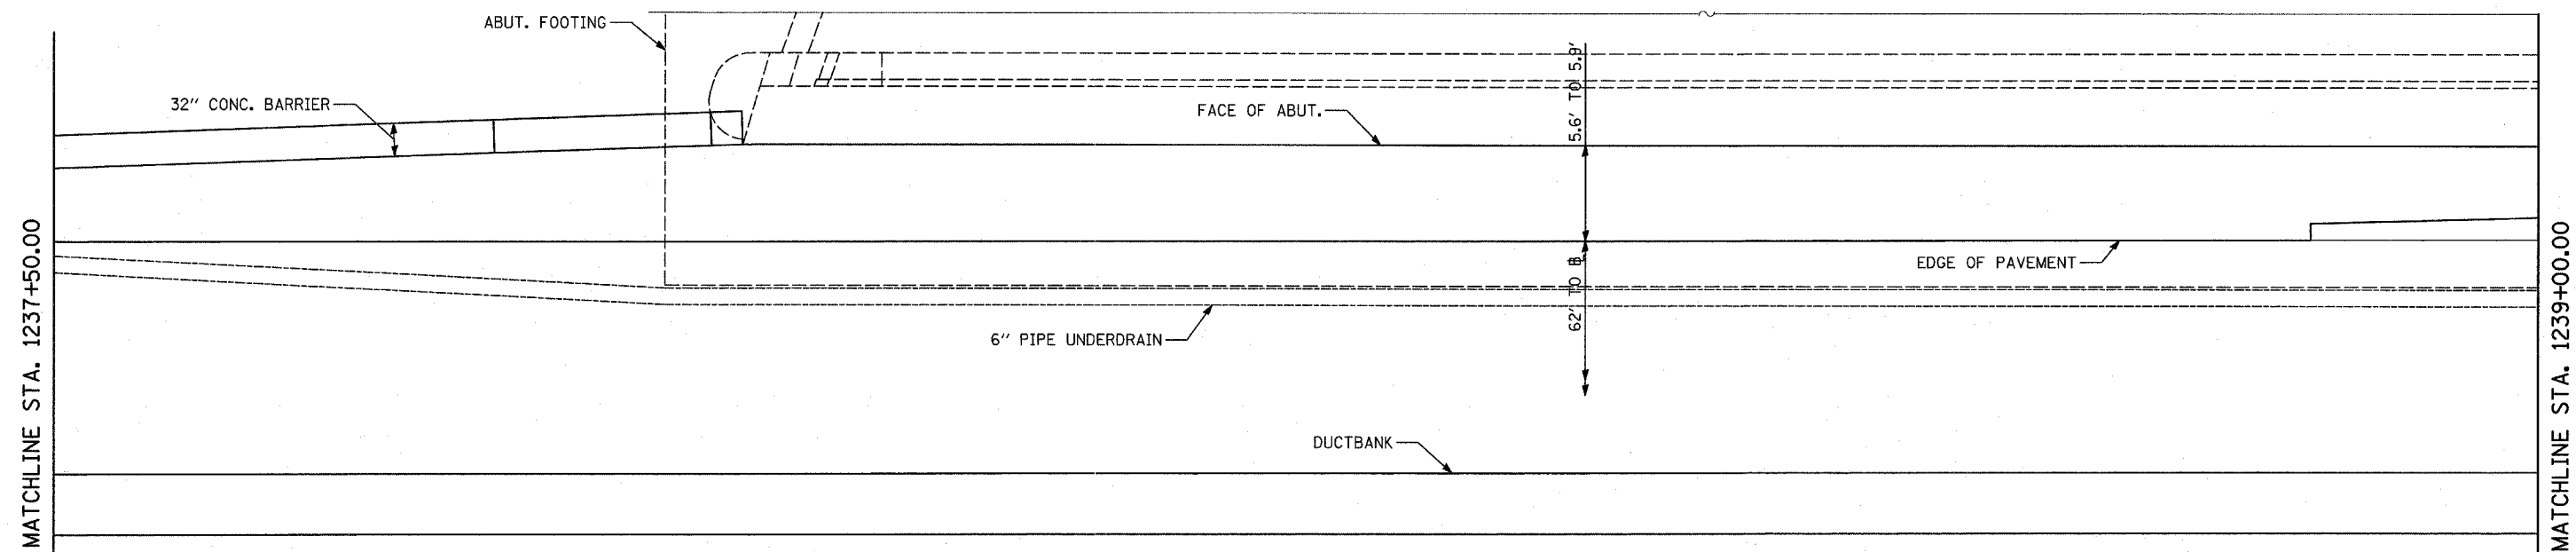 ABUT. FOOTING
32" CONC. BARRIER
FACE OF ABUT.
5.6' TO 5.9'
EDGE OF PAVEMENT
62' TO B
6" PIPE UNDERDRAIN
DUCTBANK
MATCHLINE STA. 1237+50.00
MATCHLINE STA. 1239+00.00